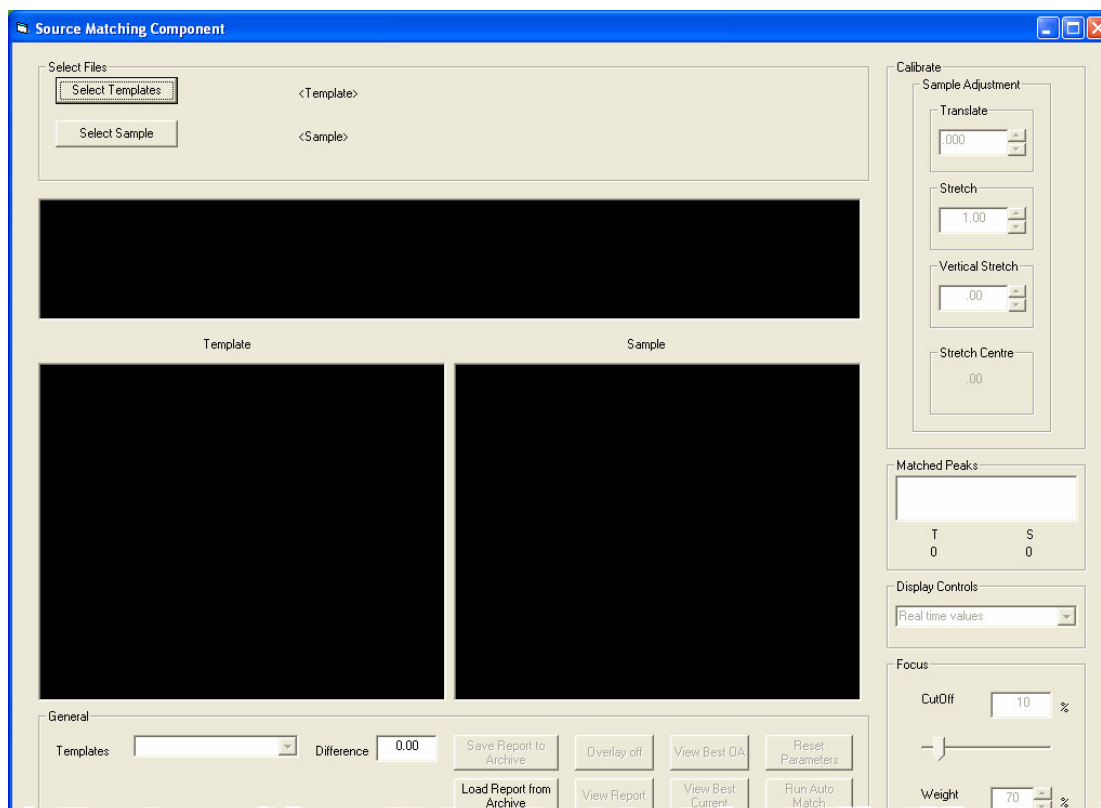 Source Matching Component
Select Files
Select Templates
<Template>
Select Sample
<Sample>
Template
Sample
General
Templates
Difference
0.00
Save Report to
Archive
Overlay off
View Best OA
Reset
Parameters
Load Report from
Archive
View Report
View Best
Current
Run Auto
Match
Calibrate
Sample Adjustment
Translate
.000
Stretch
1.00
Vertical Stretch
.00
Stretch Centre
.00
Matched Peaks
T S
0 0
Display Controls
Real time values
Focus
CutOff 10 %
Weight 70 %